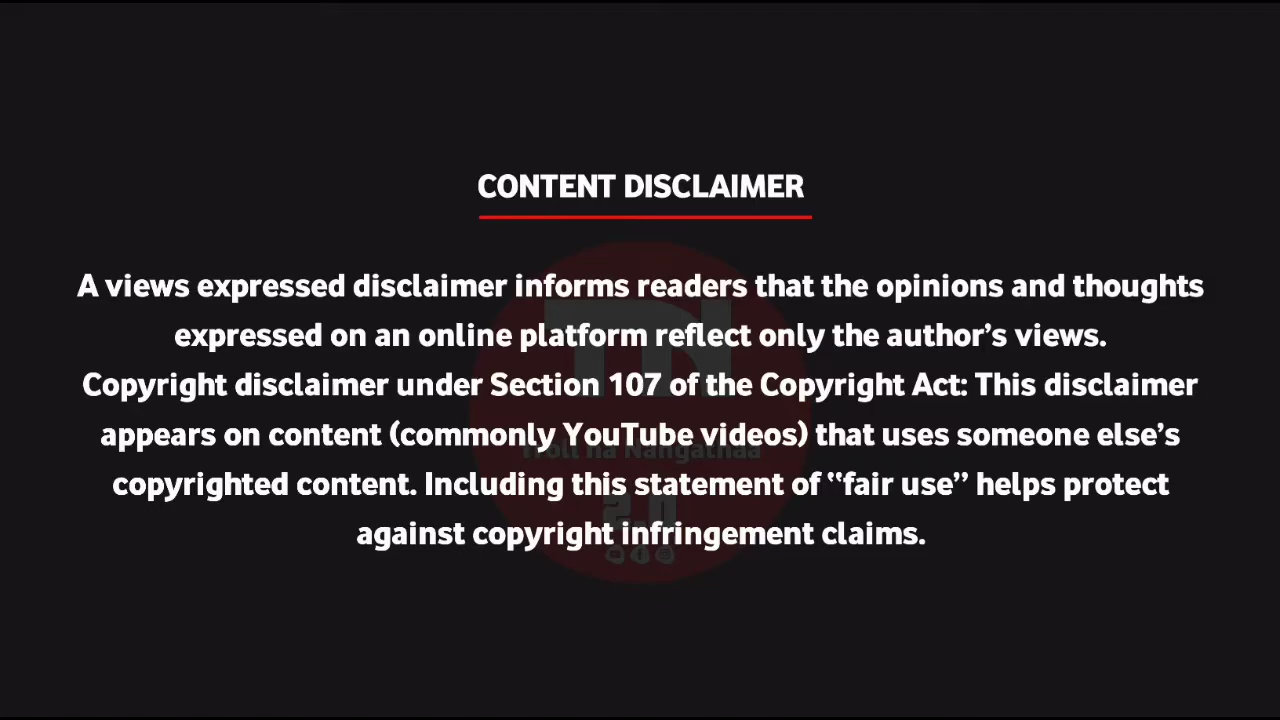 CONTENT DISCLAIMER
A views expressed disclaimer informs readers that the opinions and thoughts
expressed on an online platform reflect only the author’s views.
Copyright disclaimer under Section 107 of the Copyright Act: This disclaimer
appears on content (commonly YouTube videos) that uses someone else’s
copyrighted content. Including this statement of “fair use” helps protect
against copyright infringement claims.
2.0